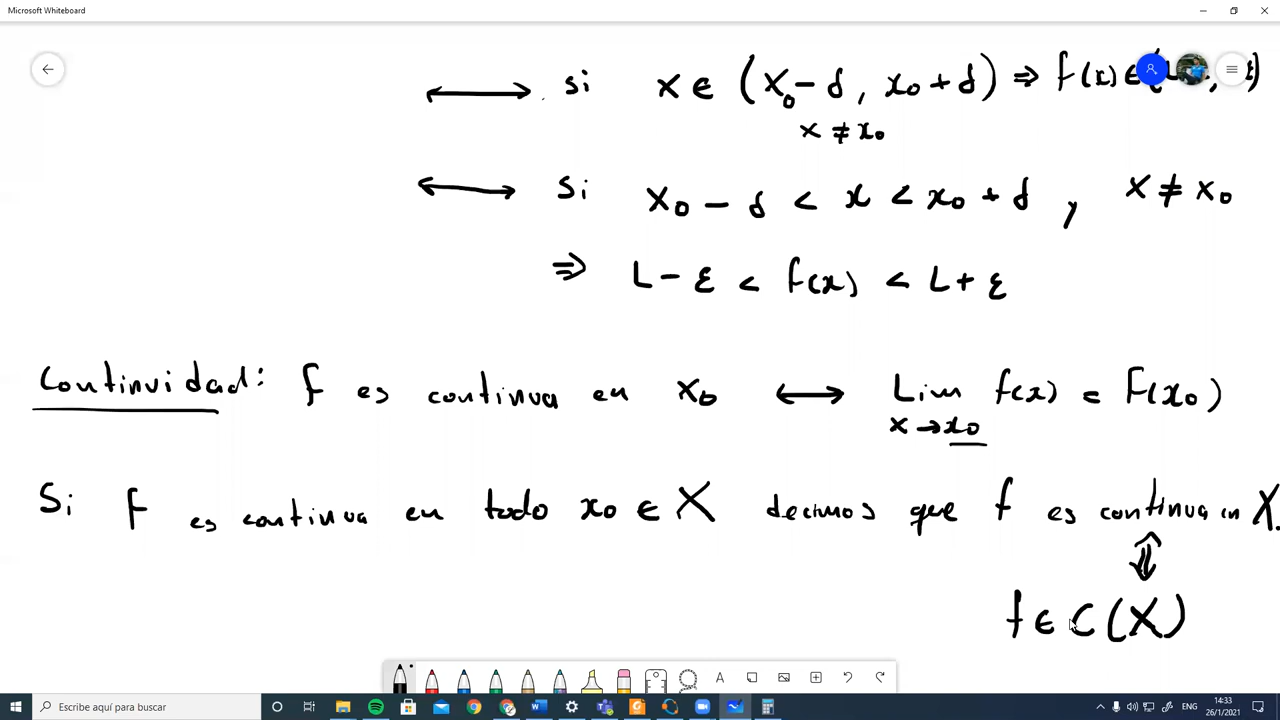 Microsoft Whiteboard
⟷ si x ∈ (x₀ - δ, x₀ + δ) ⇒ f(x) ∈ (
x ≠ x₀
⟷ Si x₀ - δ < x < x₀ + δ, x ≠ x₀
⇒ L - ε < f(x) < L + ε
Continuidad: f es continua en x₀ ⟷ Lim f(x) = F(x₀)
x → x₀
Si f es continua en todo x₀ ∈ X decimos que f es continua en X.
⇕
f ∈ C(X)
A
Escribe aquí para buscar
ENG
14:33
26/1/2021